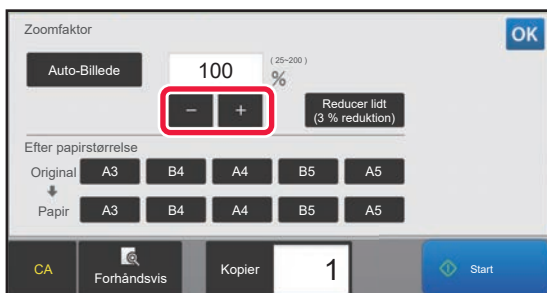 Zoomfaktor
OK
Auto-Billede
100
( 25~200 )
%
− +
Reducer lidt
(3 % reduktion)
Efter papirstørrelse
Original A3 B4 A4 B5 A5
Papir A3 B4 A4 B5 A5
CA
Forhåndsvis
Kopier
1
Start